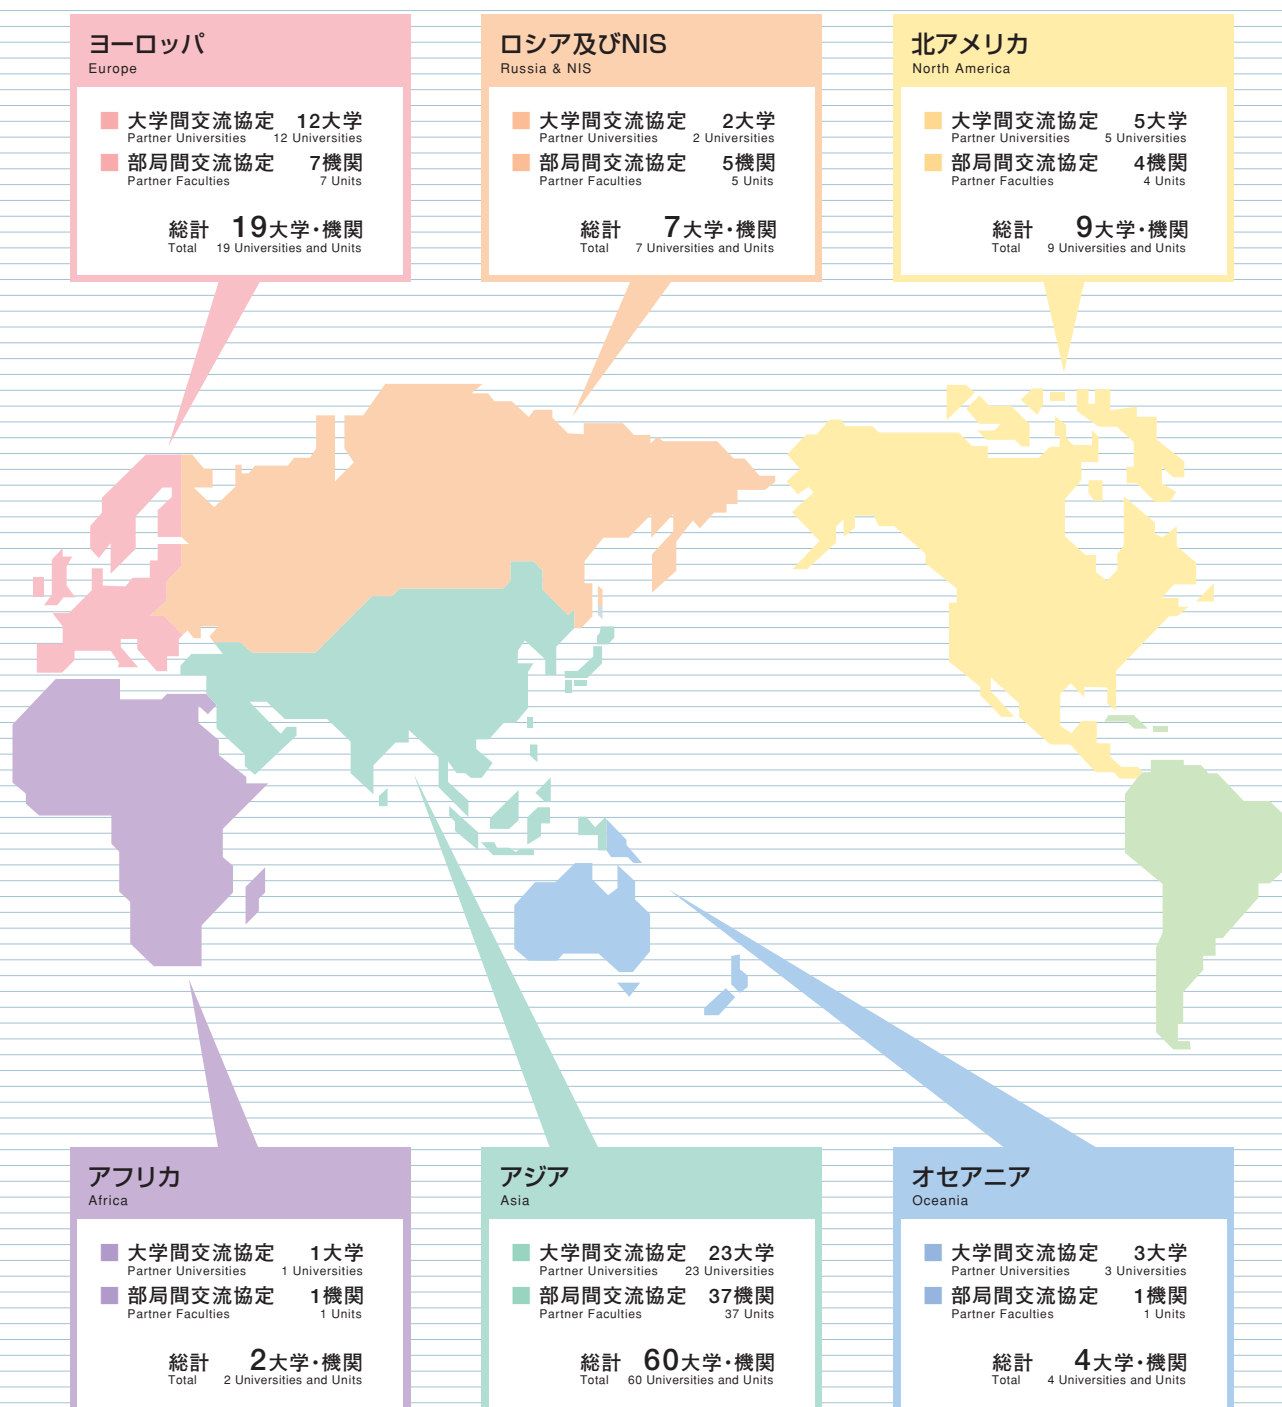 ヨーロッパ
Europe
大学間交流協定 12大学
Partner Universities 12 Universities
部局間交流協定 7機関
Partner Faculties 7 Units
総計 19大学・機関
Total 19 Universities and Units
ロシア及びNIS
Russia & NIS
大学間交流協定 2大学
Partner Universities 2 Universities
部局間交流協定 5機関
Partner Faculties 5 Units
総計 7大学・機関
Total 7 Universities and Units
北アメリカ
North America
大学間交流協定 5大学
Partner Universities 5 Universities
部局間交流協定 4機関
Partner Faculties 4 Units
総計 9大学・機関
Total 9 Universities and Units
アフリカ
Africa
大学間交流協定 1大学
Partner Universities 1 Universities
部局間交流協定 1機関
Partner Faculties 1 Units
総計 2大学・機関
Total 2 Universities and Units
アジア
Asia
大学間交流協定 23大学
Partner Universities 23 Universities
部局間交流協定 37機関
Partner Faculties 37 Units
総計 60大学・機関
Total 60 Universities and Units
オセアニア
Oceania
大学間交流協定 3大学
Partner Universities 3 Universities
部局間交流協定 1機関
Partner Faculties 1 Units
総計 4大学・機関
Total 4 Universities and Units